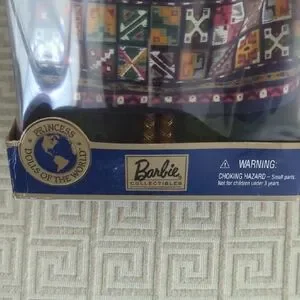 PRINCESS
DOLLS OF THE WORLD
Barbie
COLLECTIBLES
⚠ WARNING:
CHOKING HAZARD – Small parts
Not for children under 3 years.